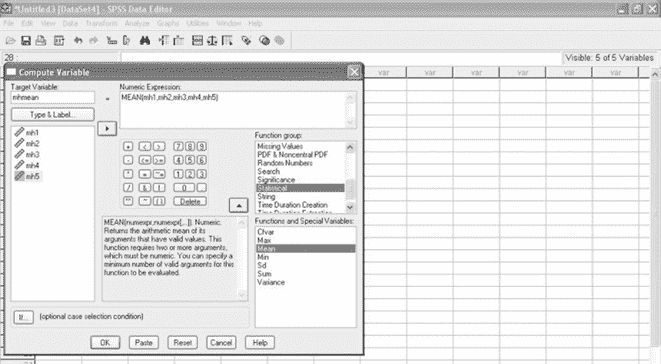 *Untitled3 [DataSet4] - SPSS Data Editor
File Edit View Data Transform Analyze Graphs Utilities Window Help
28 :
Visible: 5 of 5 Variables
Compute Variable
var var var var var var
Target Variable:
mhmean
=
Numeric Expression:
MEAN(mh1,mh2,mh3,mh4,mh5)
Type & Label...
mh1
mh2
mh3
mh4
mh5
+ < > 7 8 9
- <= >= 4 5 6
* = ~= 1 2 3
/ & | 0 .
** ~ () Delete
Function group:
Missing Values
PDF & Noncentral PDF
Random Numbers
Search
Significance
Statistical
String
Time Duration Creation
Time Duration Extraction
MEAN(numexpr,numexpr[,..]). Numeric.
Returns the arithmetic mean of its
arguments that have valid values. This
function requires two or more arguments,
which must be numeric. You can specify a
minimum number of valid arguments for
this function to be evaluated.
Functions and Special Variables:
Cfvar
Max
Mean
Min
Sd
Sum
Variance
If... (optional case selection condition)
OK Paste Reset Cancel Help